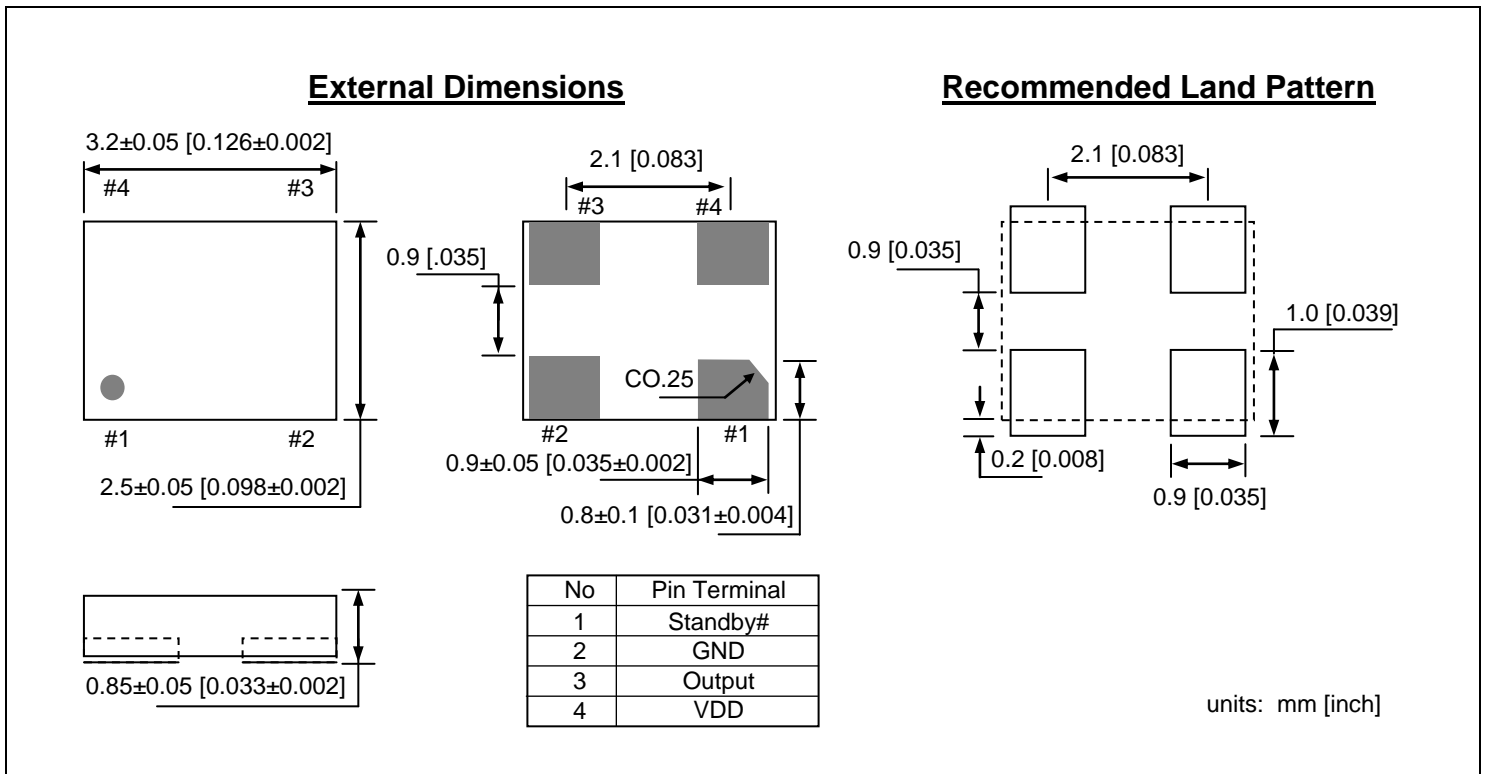 External Dimensions
Recommended Land Pattern
3.2±0.05 [0.126±0.002]
#4 #3
#1 #2
2.5±0.05 [0.098±0.002]
2.1 [0.083]
#3 #4
0.9 [.035]
CO.25
#2 #1
0.9±0.05 [0.035±0.002]
0.8±0.1 [0.031±0.004]
2.1 [0.083]
0.9 [0.035]
1.0 [0.039]
0.2 [0.008]
0.9 [0.035]
0.85±0.05 [0.033±0.002]
No Pin Terminal
1 Standby#
2 GND
3 Output
4 VDD
units: mm [inch]